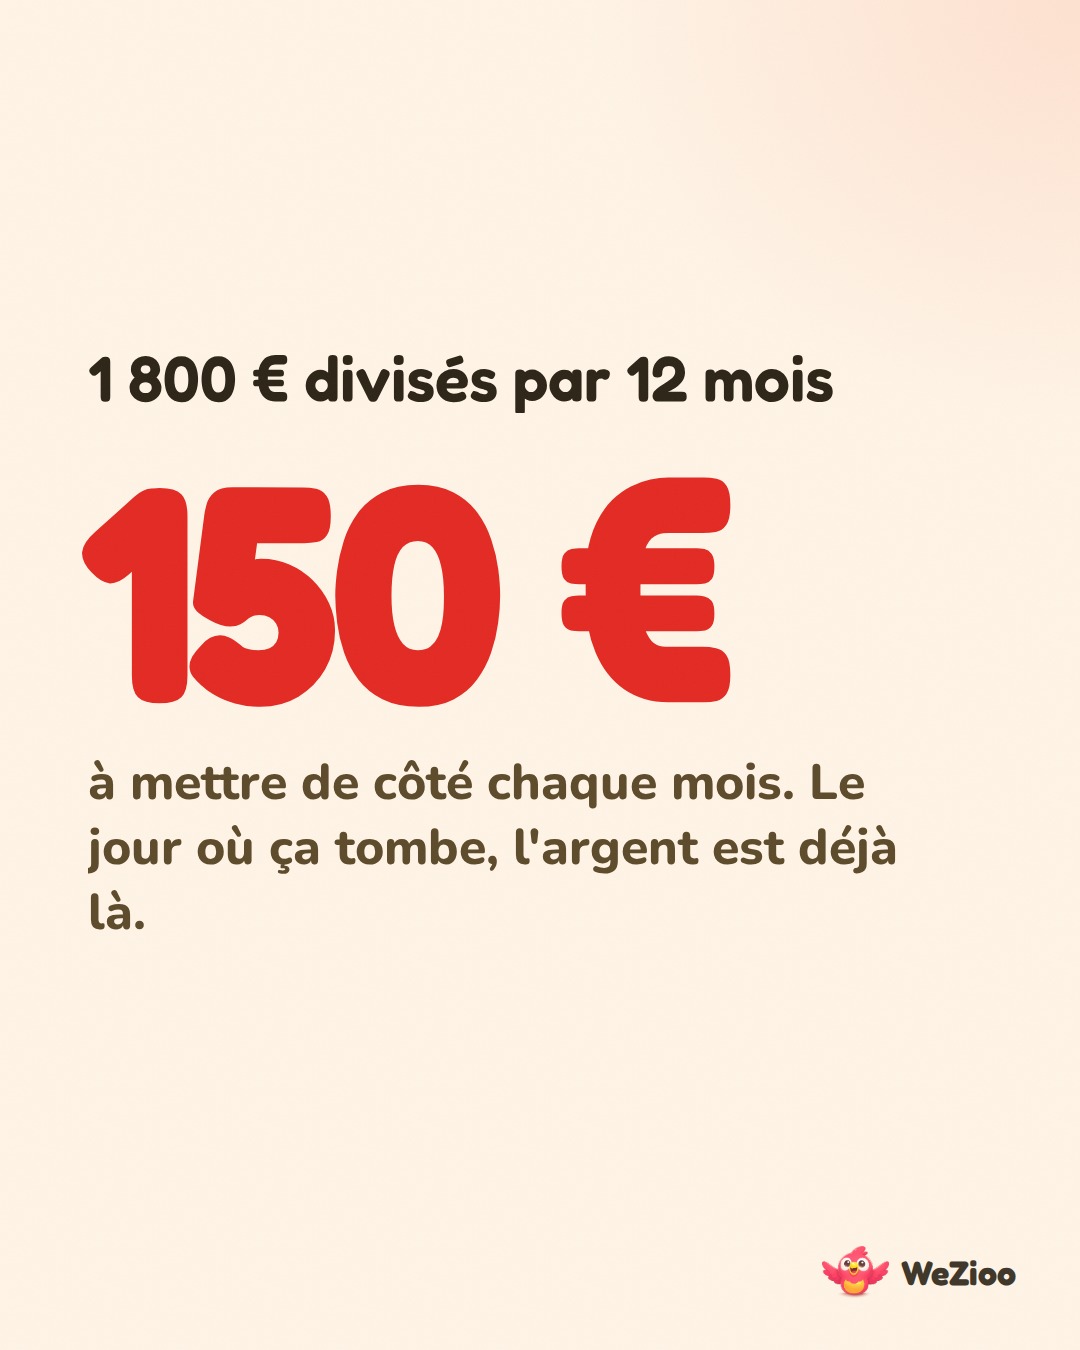 1 800 € divisés par 12 mois
150 €
à mettre de côté chaque mois. Le
jour où ça tombe, l'argent est déjà
là.
WeZioo